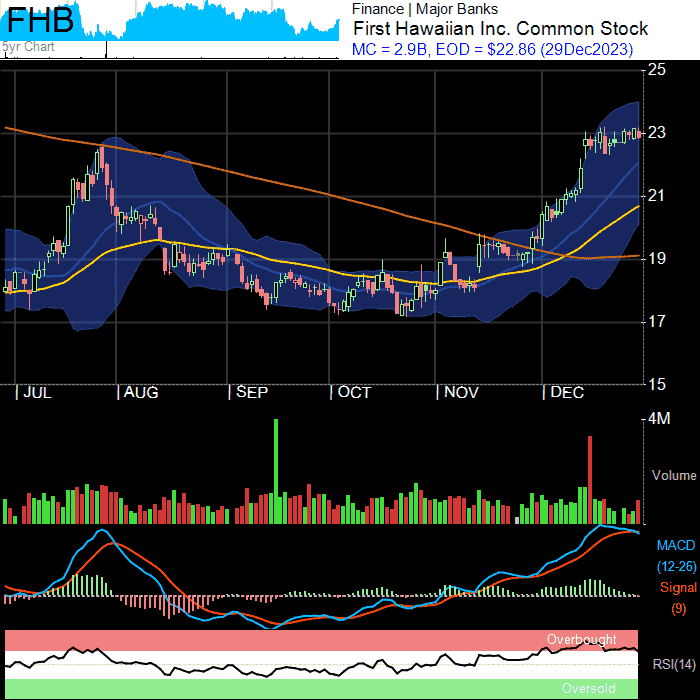 FHB
5yr Chart
Finance | Major Banks
First Hawaiian Inc. Common Stock
MC = 2.9B, EOD = $22.86 (29Dec2023)
25
23
21
19
17
15
| JUL | AUG | SEP | OCT | NOV | DEC
4M
Volume
MACD
(12-26)
Signal
(9)
Overbought
RSI(14)
Oversold